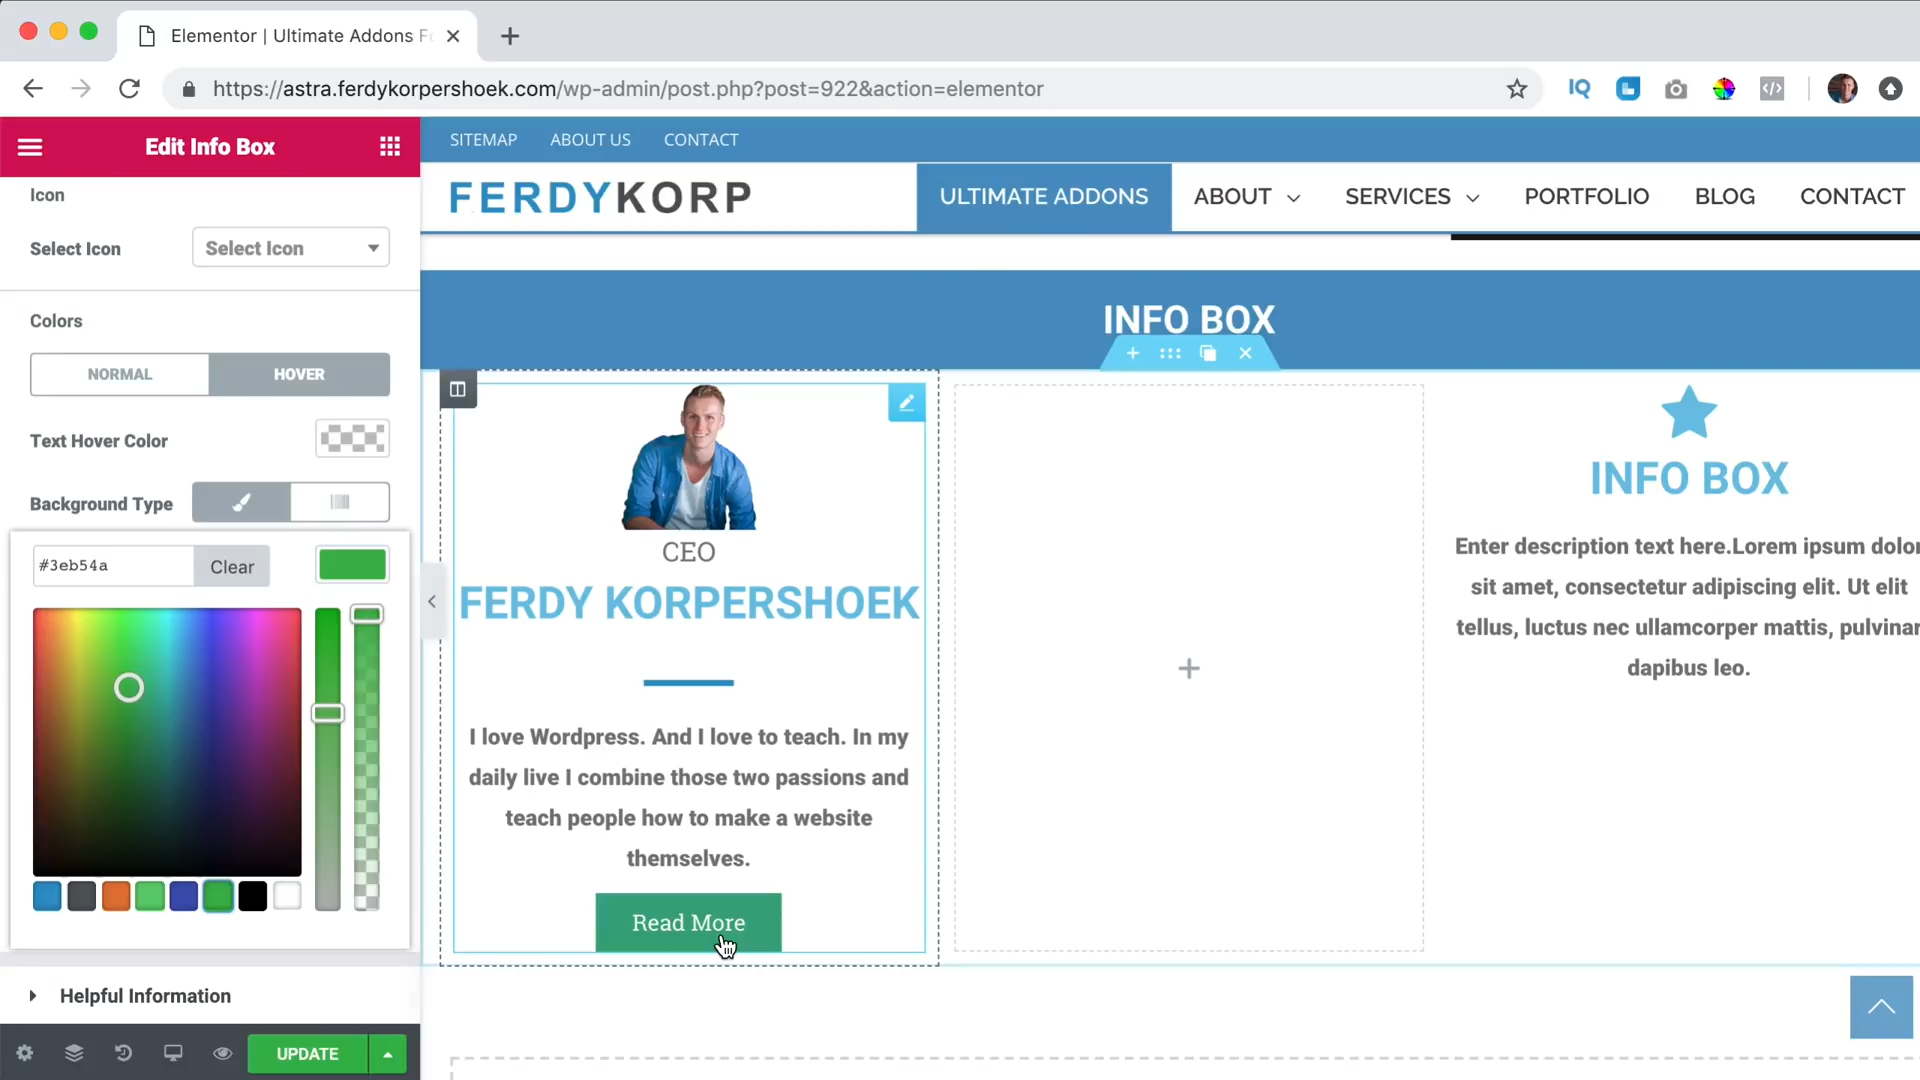 Elementor | Ultimate Addons F
https://astra.ferdykorpershoek.com/wp-admin/post.php?post=922&action=elementor
IQ
Edit Info Box
Icon
Select Icon
Select Icon
Colors
NORMAL
HOVER
Text Hover Color
Background Type
#3eb54a
Clear
Helpful Information
UPDATE
SITEMAP
ABOUT US
CONTACT
FERDYKORP
ULTIMATE ADDONS
ABOUT
SERVICES
PORTFOLIO
BLOG
CONTACT
INFO BOX
CEO
FERDY KORPERSHOEK
I love Wordpress. And I love to teach. In my
daily live I combine those two passions and
teach people how to make a website
themselves.
Read More
INFO BOX
Enter description text here.Lorem ipsum dolor
sit amet, consectetur adipiscing elit. Ut elit
tellus, luctus nec ullamcorper mattis, pulvinar
dapibus leo.